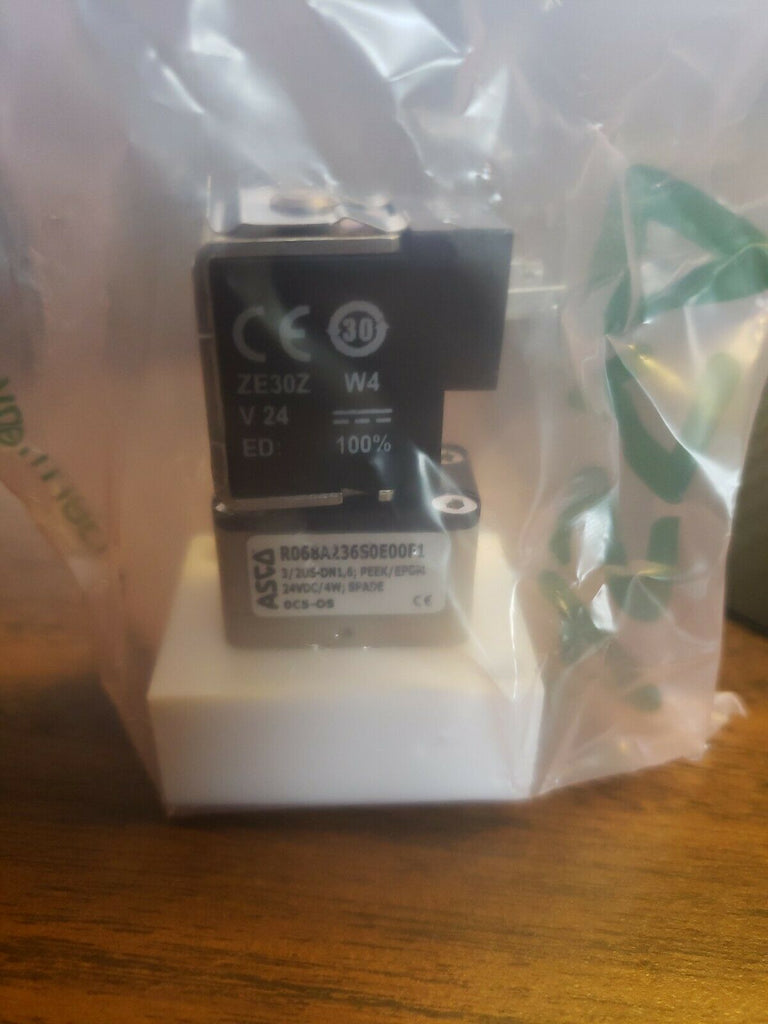 CE 30
ZE30Z W4
V 24
ED: 100%
ASCO
R068A236S0E00F1
3/2US-DN1,6; PEEK/EPDM
24VDC/4W; SPADE
0CS-OS CE